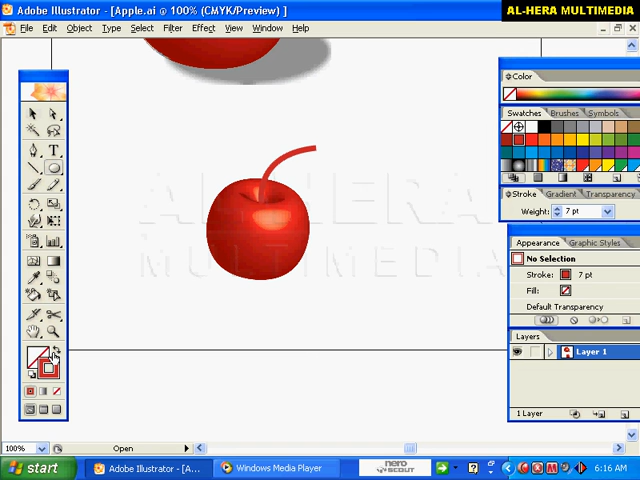 Adobe Illustrator - [Apple.ai @ 100% (CMYK/Preview) ]
AL-HERA MULTIMEDIA
File Edit Object Type Select Filter Effect View Window Help
Color
Swatches Brushes Symbols
AL-HERA
MULTIMEDIA
Stroke Gradient Transparency
Weight: 7 pt
Appearance Graphic Styles
No Selection
Stroke: 7 pt
Fill:
Default Transparency
Layers
Layer 1
1 Layer
100% Open
start Adobe Illustrator - [A... Windows Media Player nero SCOUT 6:16 AM